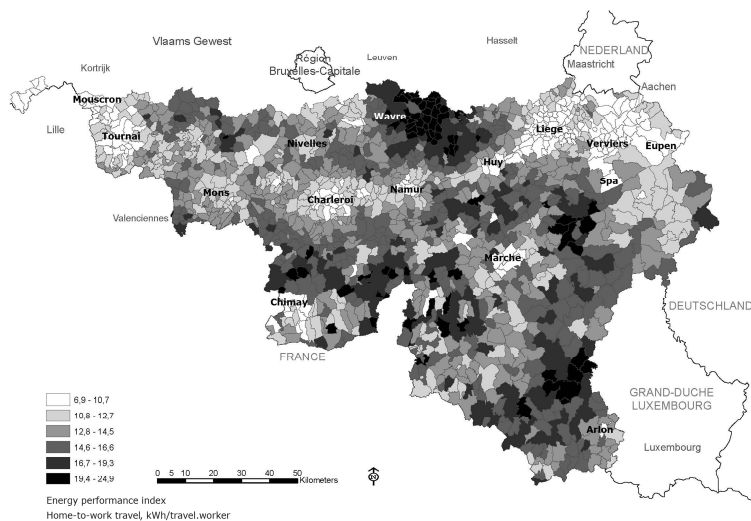 NEDERLAND
Vlaams Gewest
Hasselt
Région
Bruxelles-Capitale
Leuven
Maastricht
Kortrijk
Aachen
Mouscron
Wavre
Lille
Tournai
Liege
Nivelles
Verviers
Eupen
Huy
Spa
Mons
Namur
Charleroi
Valenciennes
Marche
Chimay
DEUTSCHLAND
FRANCE
GRAND-DUCHE
LUXEMBOURG
6,9 - 10,7
10,8 - 12,7
12,8 - 14,5
14,6 - 16,6
16,7 - 19,3
19,4 - 24,9
Arlon
Luxembourg
0 5 10 20 30 40 50
Kilometers
N
Energy performance index
Home-to-work travel, kWh/travel.worker